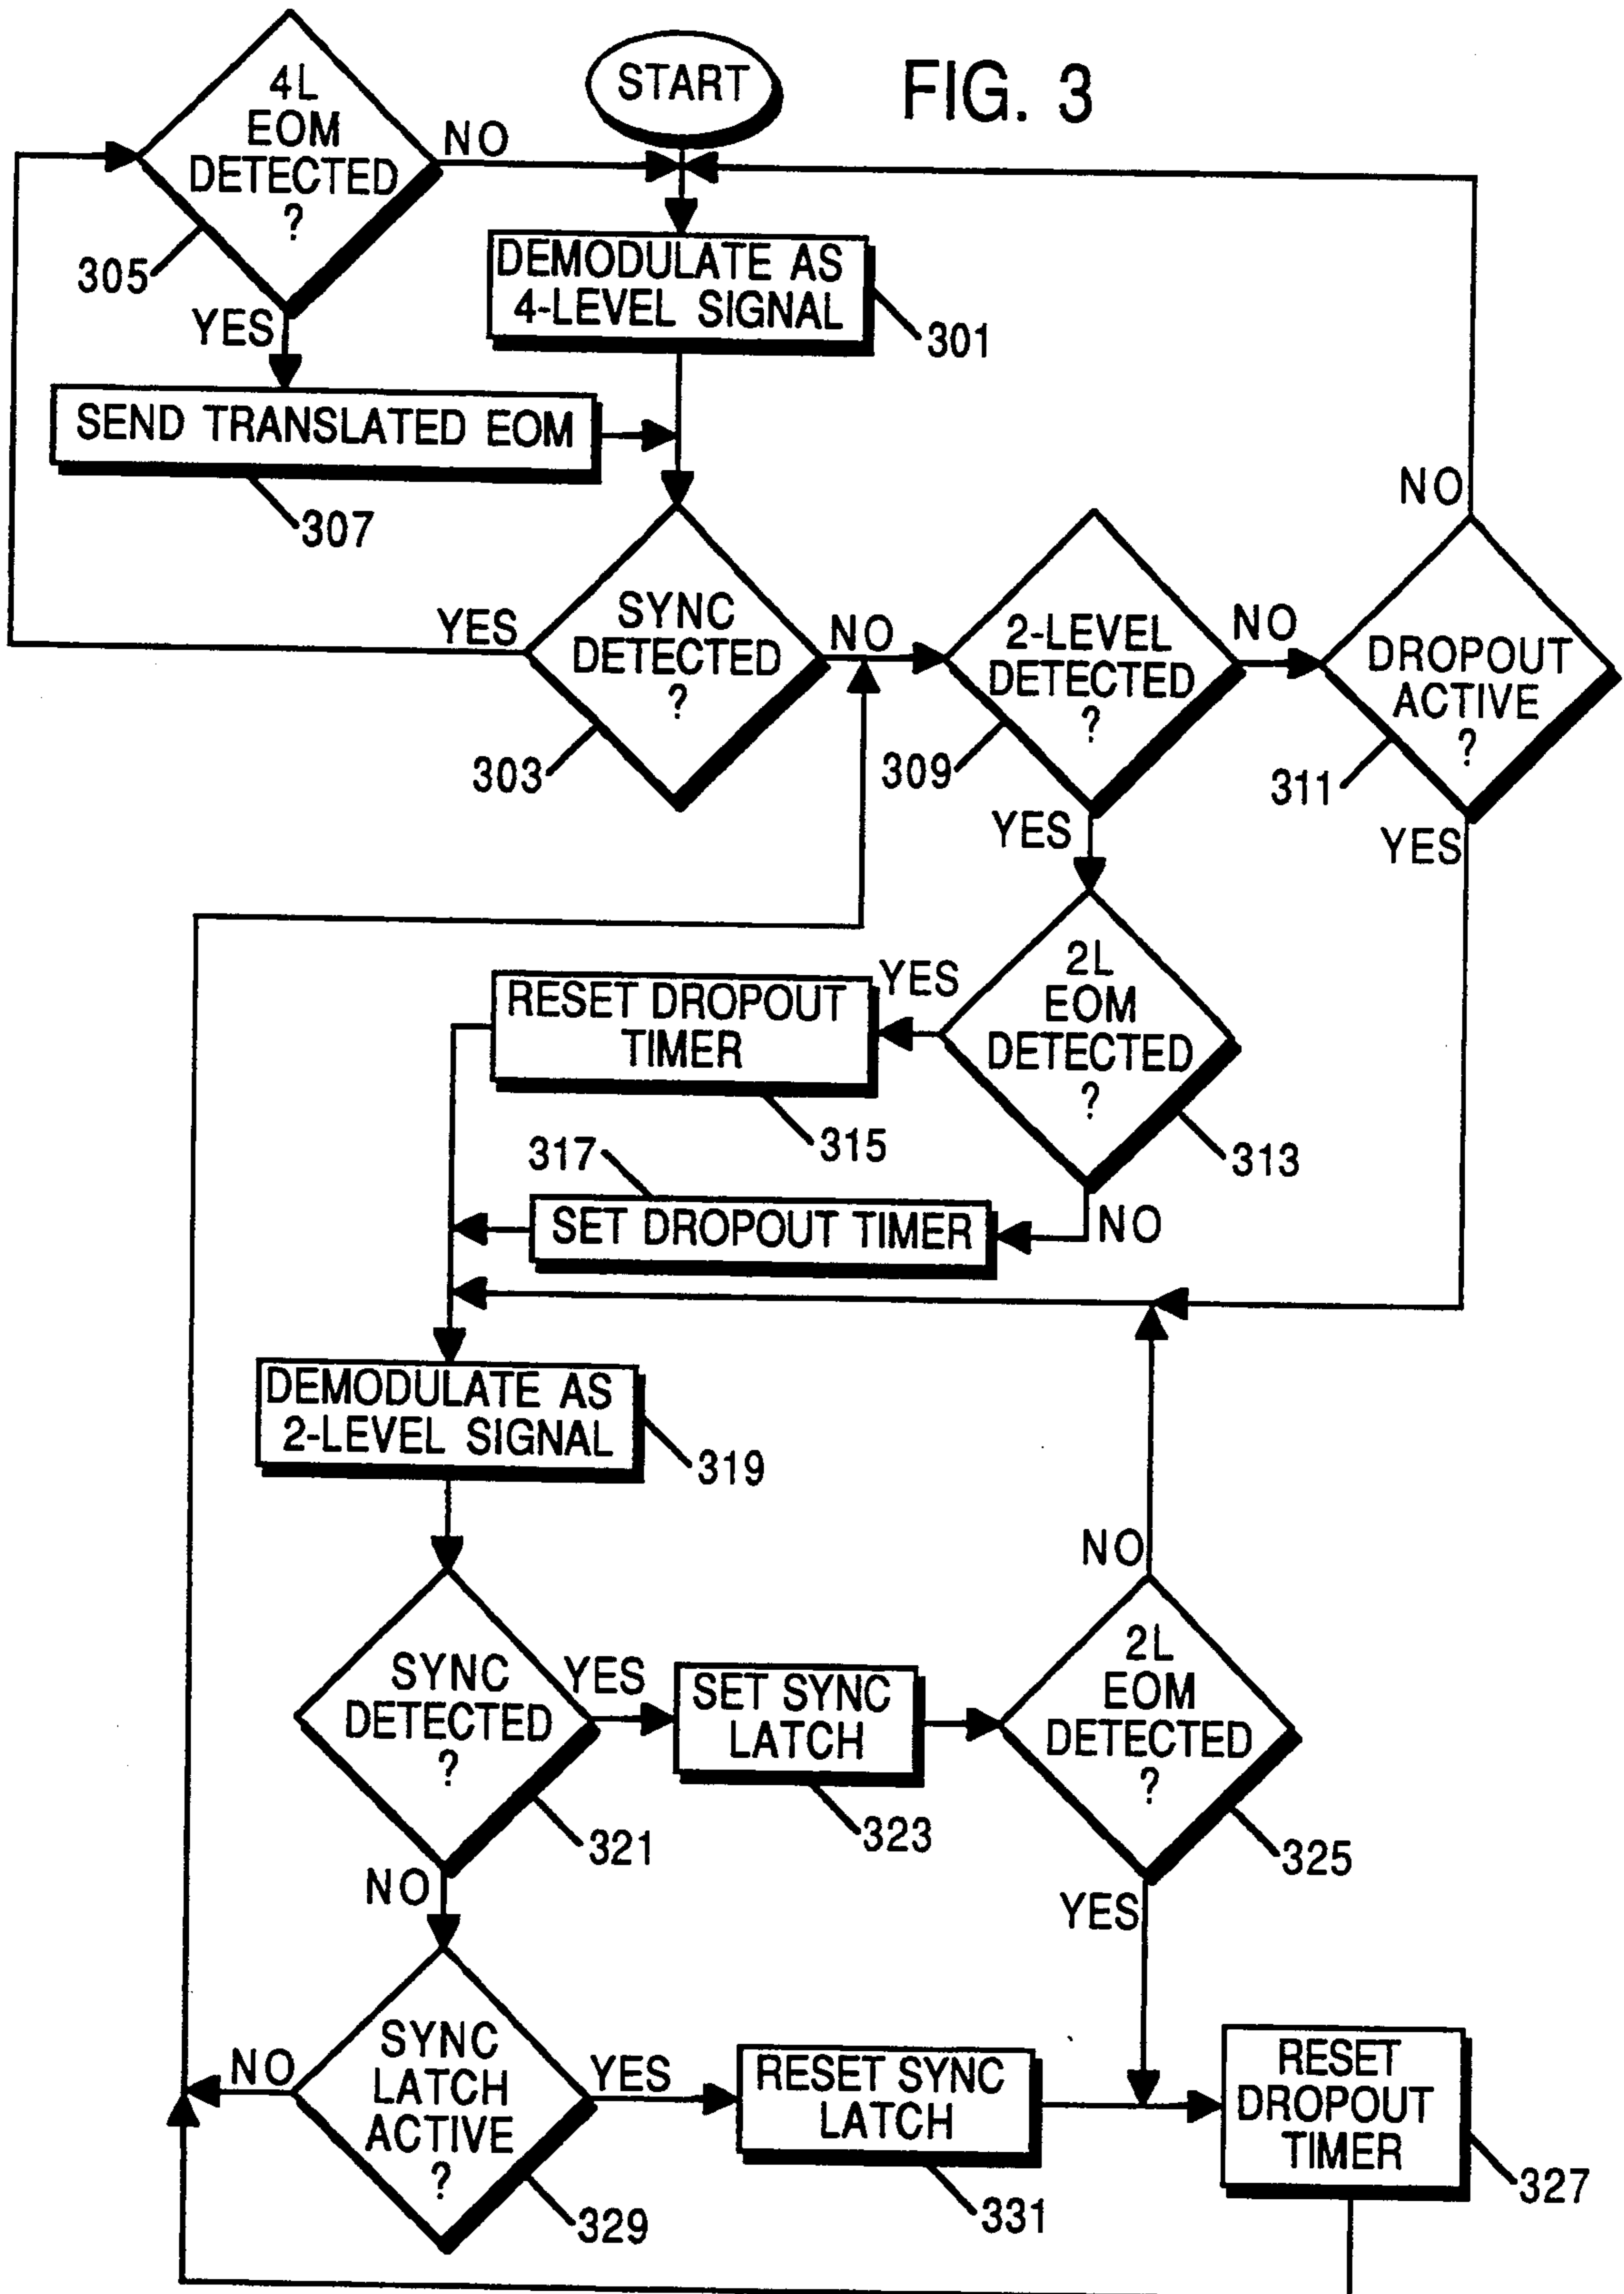 FIG. 3
START
4L
EOM
DETECTED
?
NO
305
YES
DEMODULATE AS
4-LEVEL SIGNAL
301
SEND TRANSLATED EOM
307
SYNC
DETECTED
?
YES
NO
303
2-LEVEL
DETECTED
?
NO
309
YES
DROPOUT
ACTIVE
?
NO
311
YES
2L
EOM
DETECTED
?
YES
313
NO
RESET DROPOUT
TIMER
315
317
SET DROPOUT TIMER
DEMODULATE AS
2-LEVEL SIGNAL
319
SYNC
DETECTED
?
YES
321
NO
SET SYNC
LATCH
323
2L
EOM
DETECTED
?
NO
325
YES
SYNC
LATCH
ACTIVE
?
NO
YES
329
RESET SYNC
LATCH
331
RESET
DROPOUT
TIMER
327